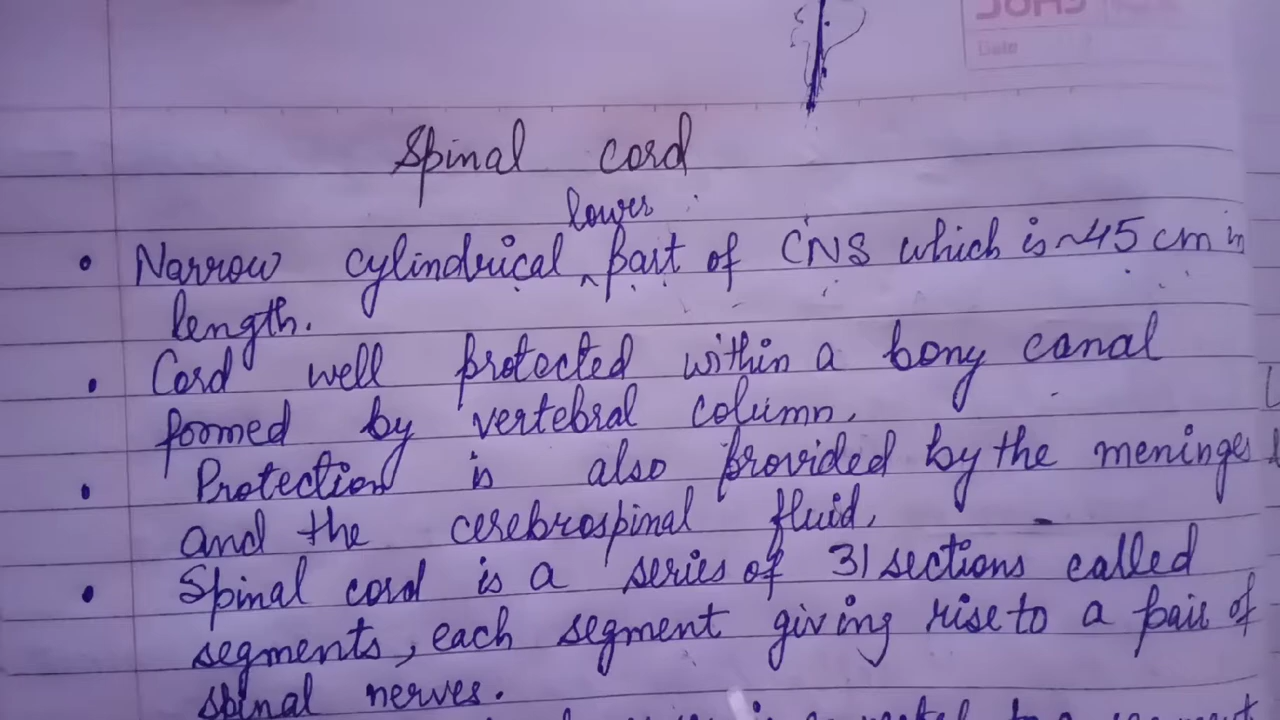 Date
Spinal cord
lower
• Narrow cylindrical ^ part of CNS which is ~45 cm in
length.
• Cord well protected within a bony canal
formed by vertebral column.
• Protection is also provided by the meninges
and the cerebrospinal fluid.
• Spinal cord is a series of 31 sections called
segments, each segment giving rise to a pair of
spinal nerves.